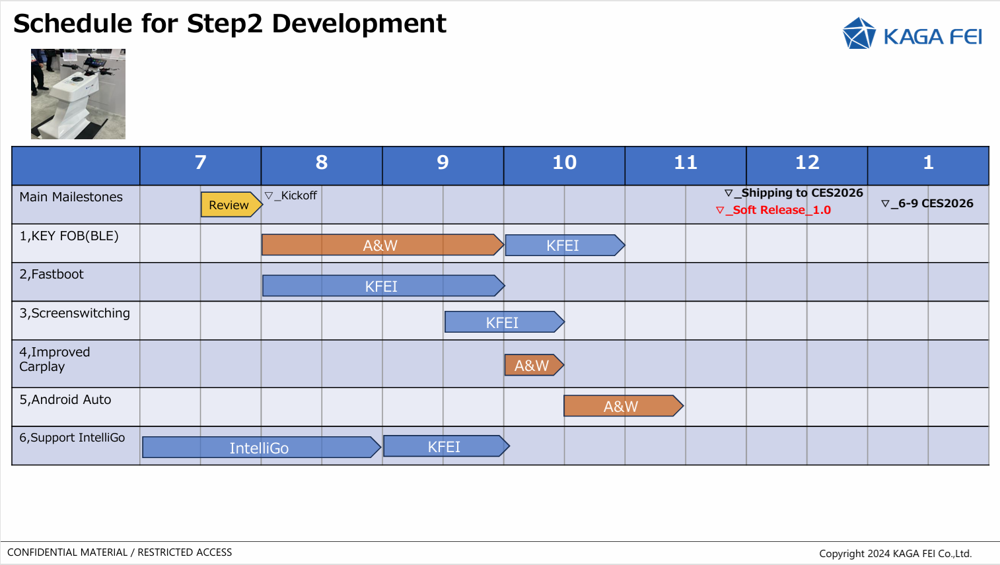 Schedule for Step2 Development
KAGA FEI
7 8 9 10 11 12 1
Main Mailestones
Review
▽_Kickoff
▽_Shipping to CES2026
▽_Soft Release_1.0
▽_6-9 CES2026
1,KEY FOB(BLE)
A&W
KFEI
2,Fastboot
KFEI
3,Screenswitching
KFEI
4,Improved
Carplay
A&W
5,Android Auto
A&W
6,Support IntelliGo
IntelliGo
KFEI
CONFIDENTIAL MATERIAL / RESTRICTED ACCESS
Copyright 2024 KAGA FEI Co.,Ltd.